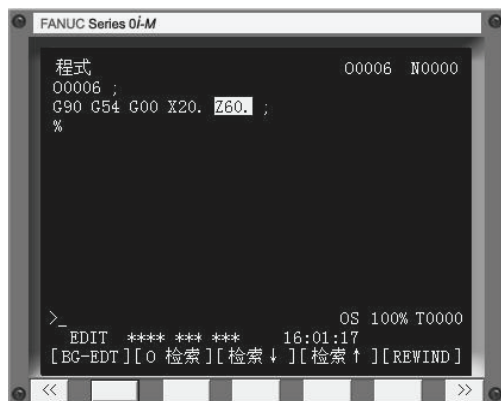 FANUC Series 0i-M
程式 O0006 N0000
O0006 ;
G90 G54 G00 X20. Z60. ;
%
>_ OS 100% T0000
EDIT **** *** *** 16:01:17
[BG-EDT][O 检索][检索↓][检索↑][REWIND]
<< >>